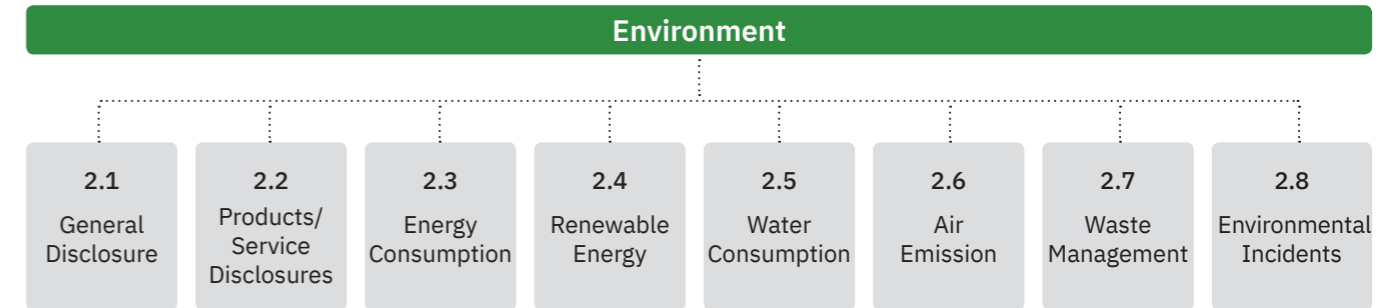 Environment
2.1
General
Disclosure
2.2
Products/
Service
Disclosures
2.3
Energy
Consumption
2.4
Renewable
Energy
2.5
Water
Consumption
2.6
Air
Emission
2.7
Waste
Management
2.8
Environmental
Incidents